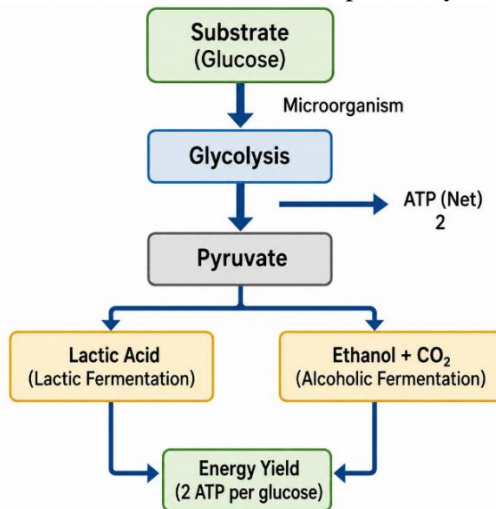 Substrate
(Glucose)
Microorganism
Glycolysis
ATP (Net)
2
Pyruvate
Lactic Acid
(Lactic Fermentation)
Ethanol + CO₂
(Alcoholic Fermentation)
Energy Yield
(2 ATP per glucose)